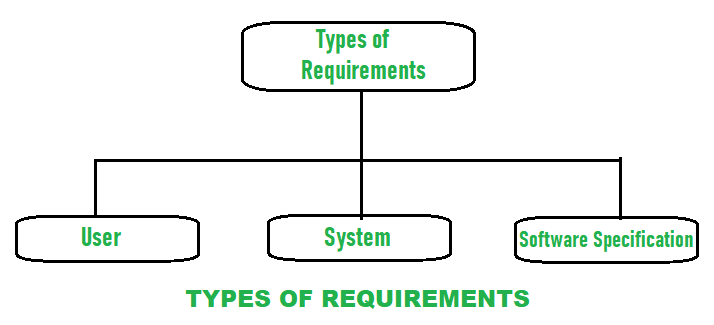 Types of
Requirements
User
System
Software Specification
TYPES OF REQUIREMENTS